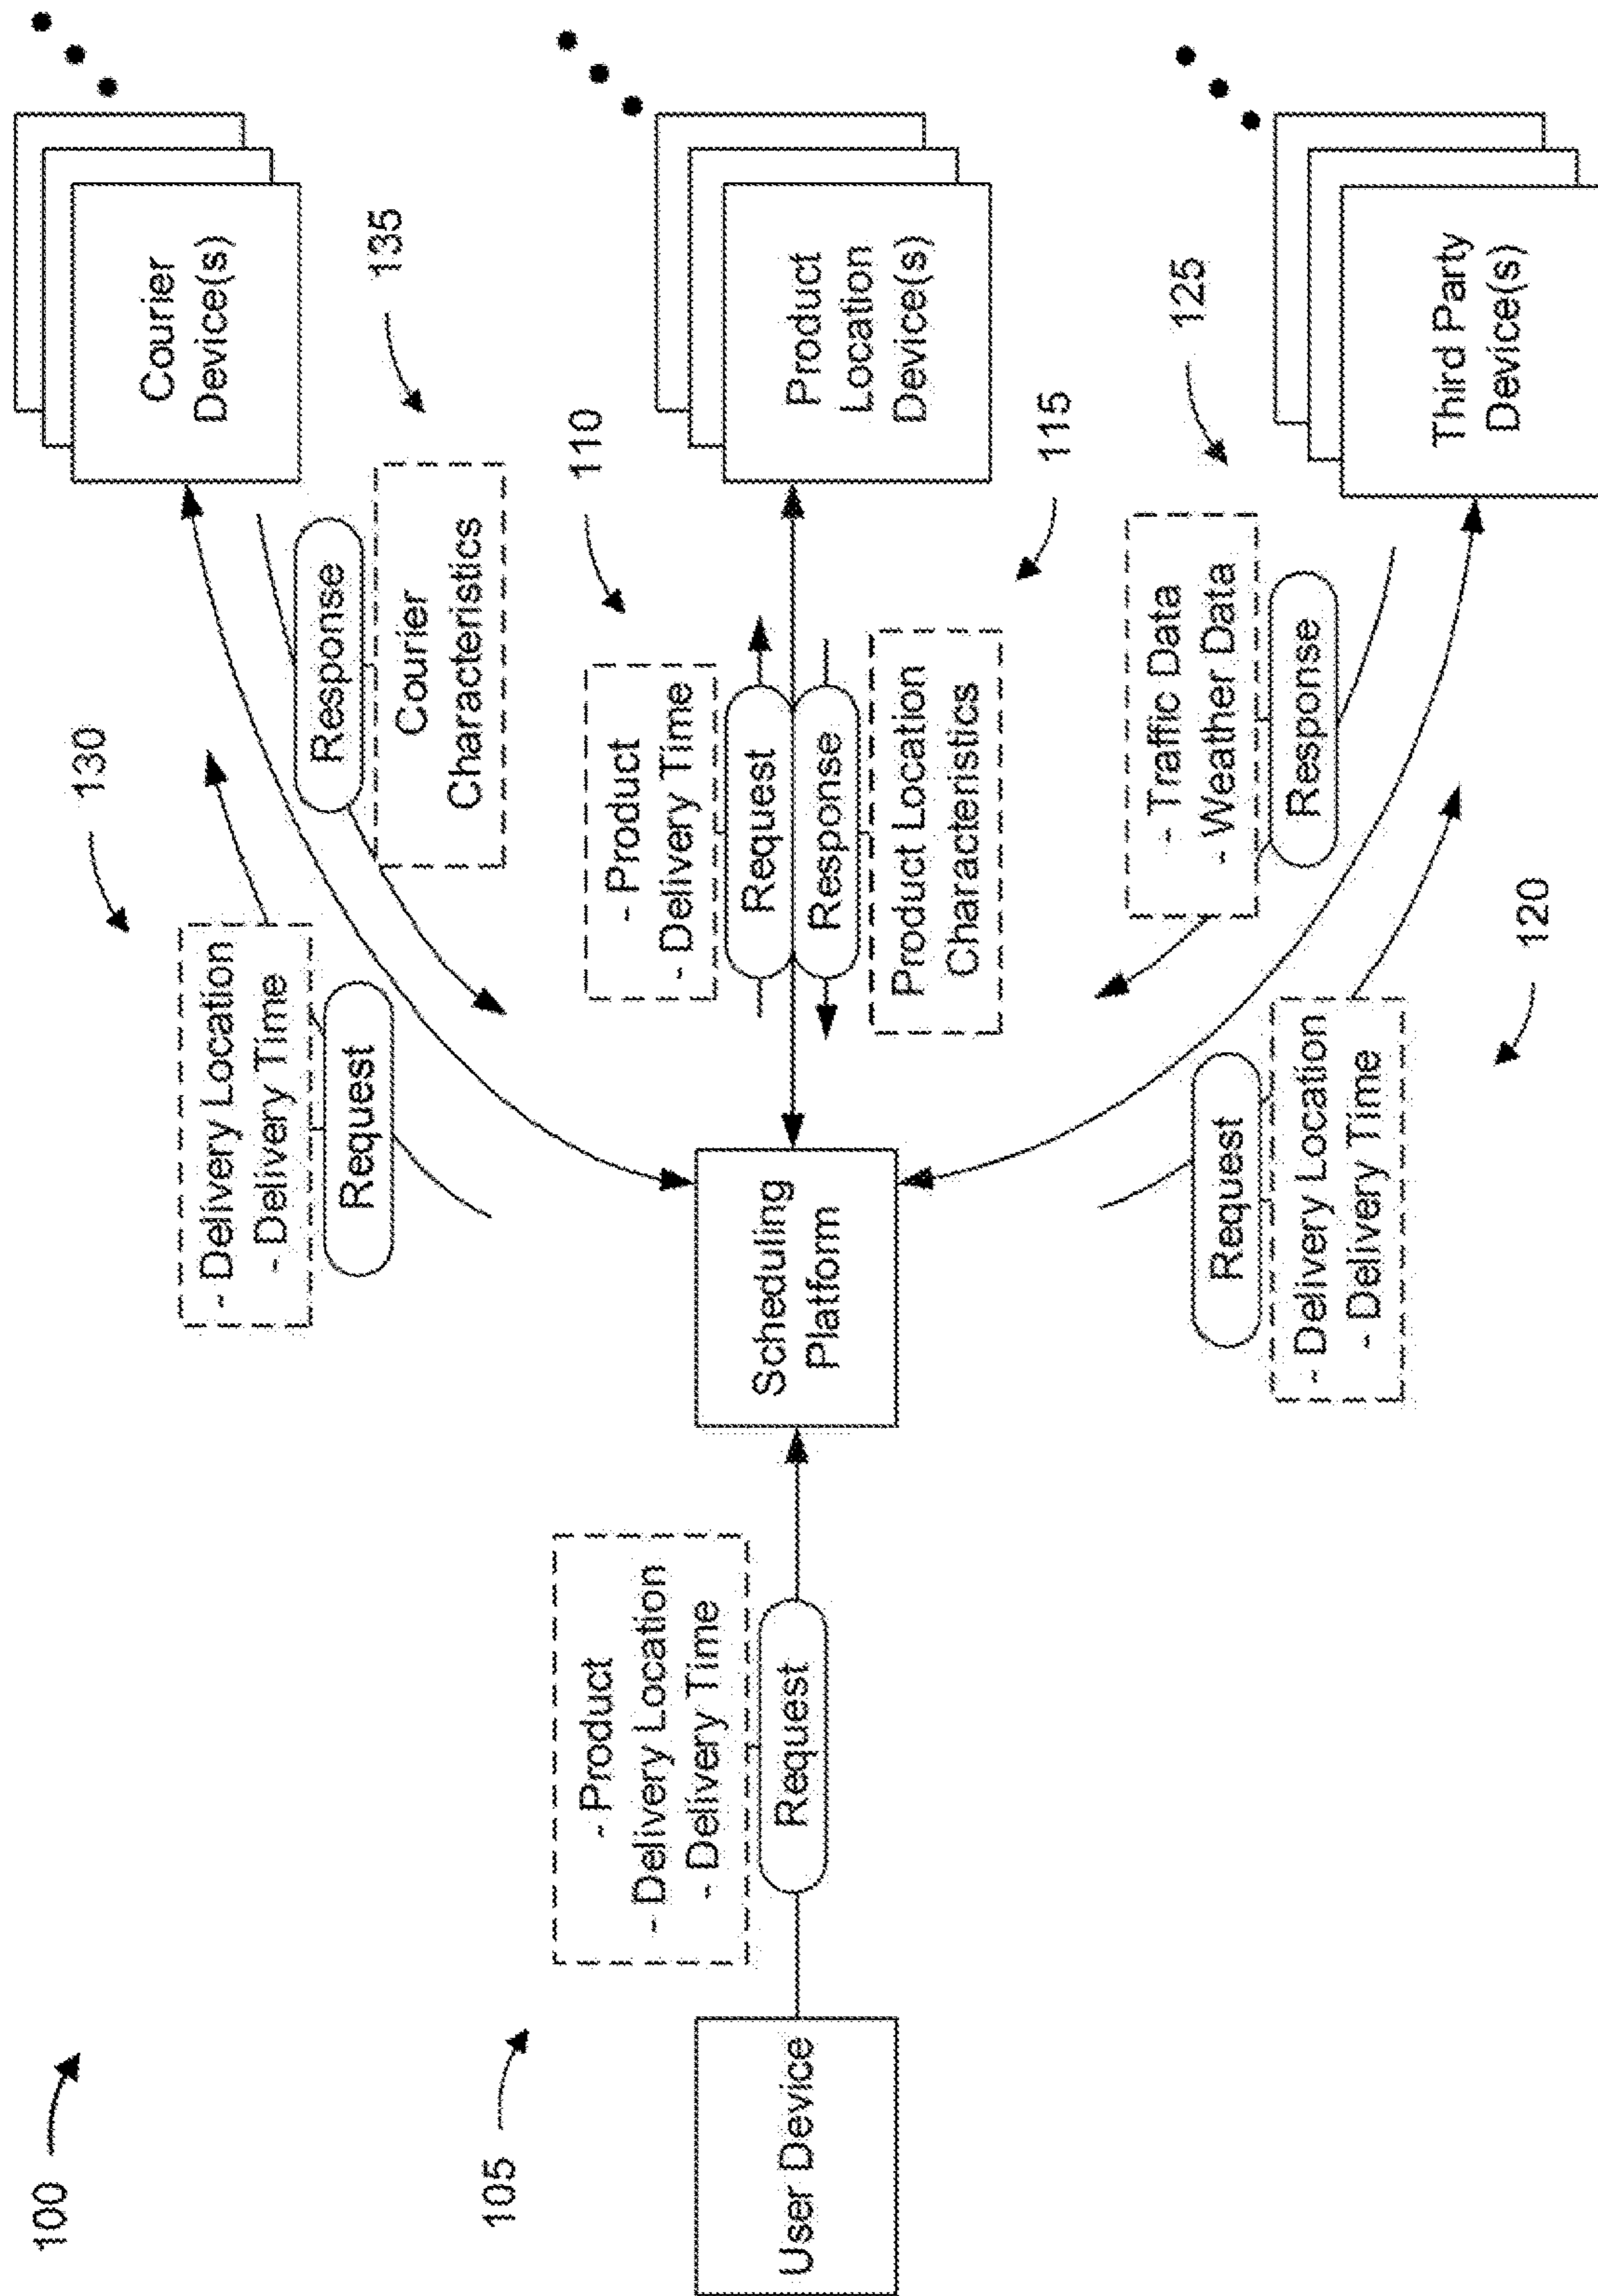 100
105
User Device
- Product
- Delivery Location
- Delivery Time
Request
Scheduling
Platform
130
- Delivery Location
- Delivery Time
Request
Response
Courier
Characteristics
135
Courier
Device(s)
110
- Product
- Delivery Time
Request
Response
Product Location
Characteristics
115
Product
Location
Device(s)
125
- Traffic Data
- Weather Data
Response
Request
- Delivery Location
- Delivery Time
120
Third Party
Device(s)